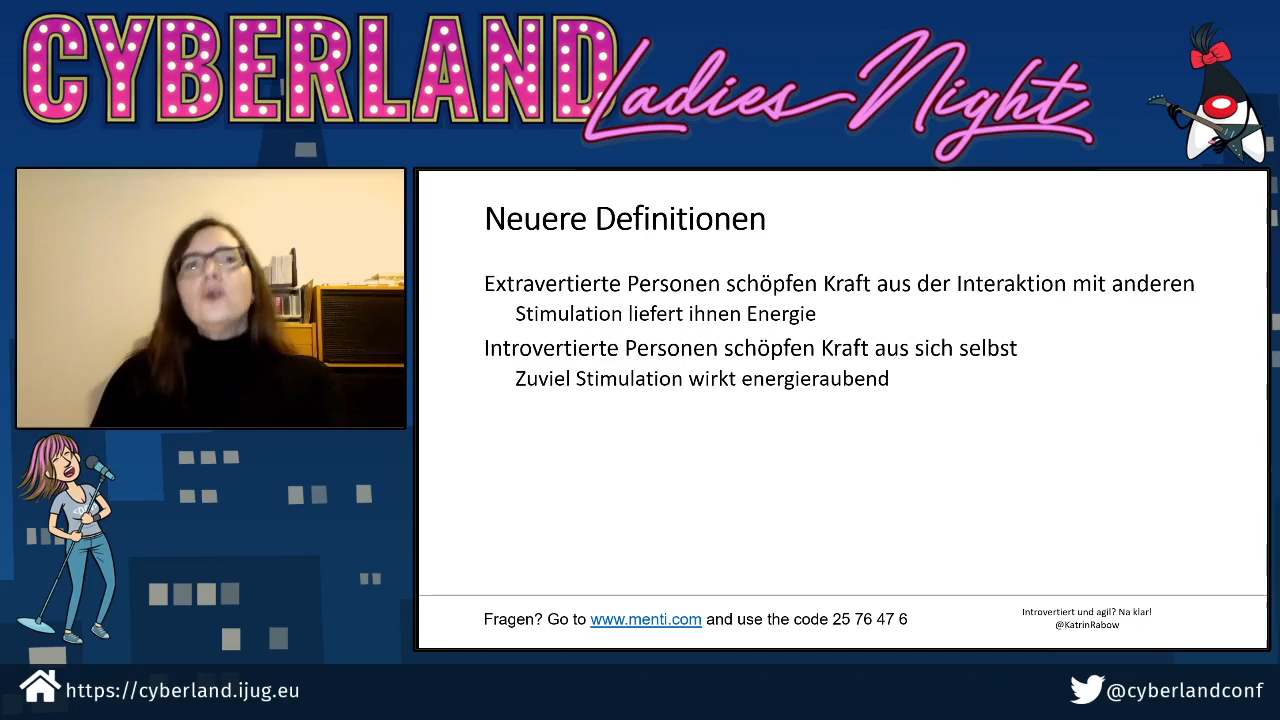 CYBERLAND
Ladies Night
Neuere Definitionen
Extravertierte Personen schöpfen Kraft aus der Interaktion mit anderen
Stimulation liefert ihnen Energie
Introvertierte Personen schöpfen Kraft aus sich selbst
Zuviel Stimulation wirkt energieraubend
Fragen? Go to www.menti.com and use the code 25 76 47 6
Introvertiert und agil? Na klar!
@KatrinRabow
https://cyberland.ijug.eu
@cyberlandconf